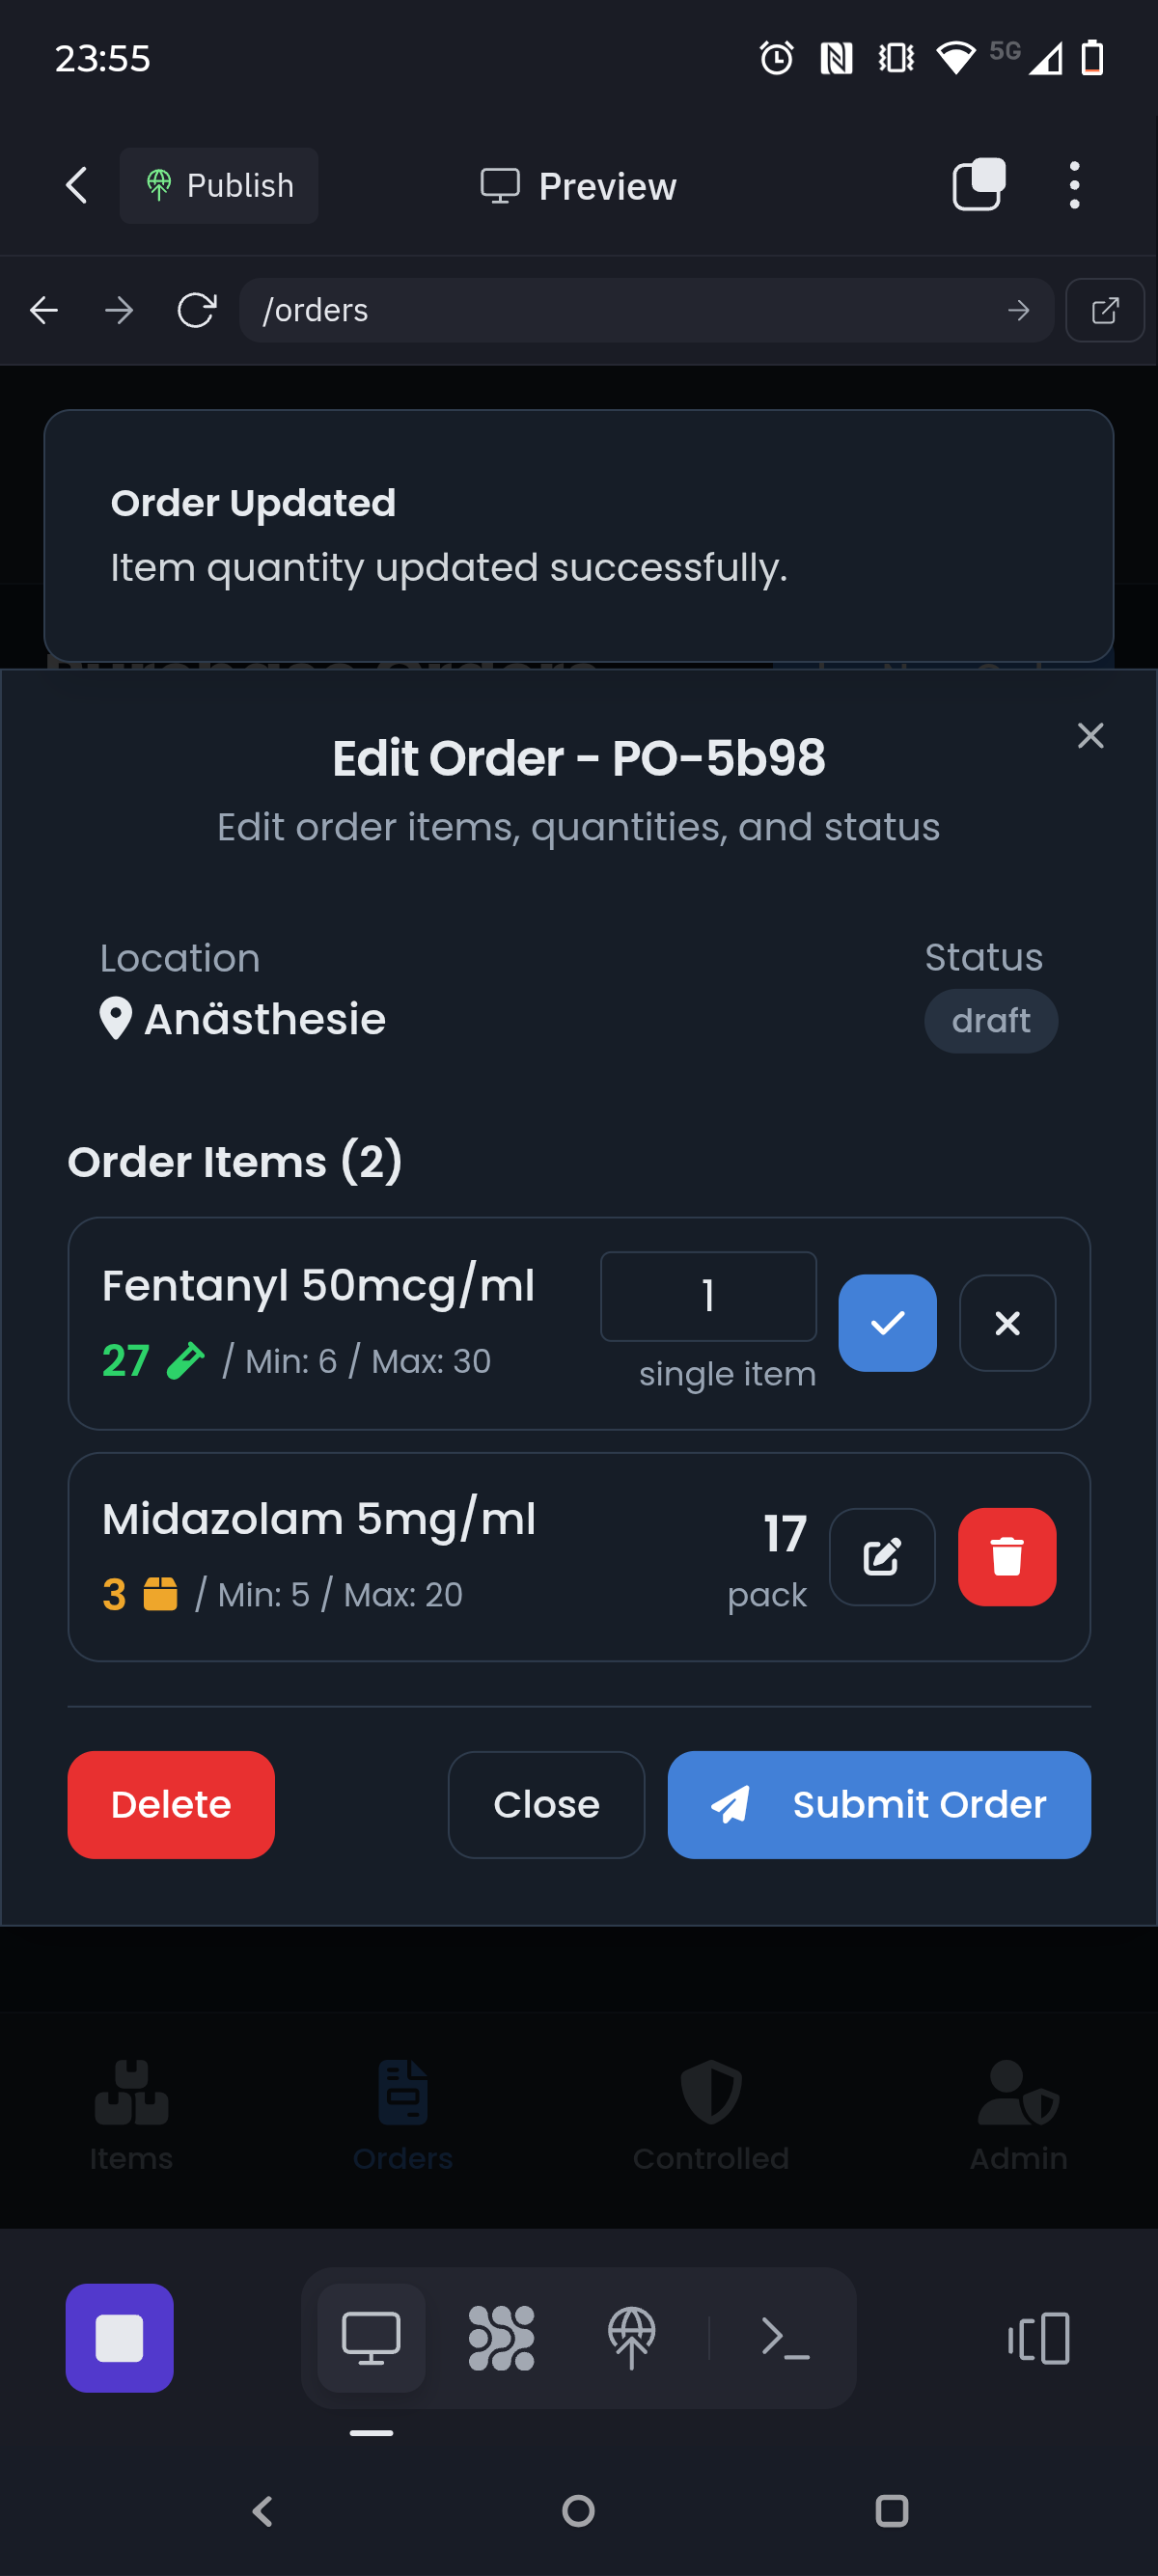 23:55
5G
Publish
Preview
/orders
Order Updated
Item quantity updated successfully.
Edit Order - PO-5b98
Edit order items, quantities, and status
Location
Status
Anästhesie
draft
Order Items (2)
Fentanyl 50mcg/ml
1
27 / Min: 6 / Max: 30
single item
Midazolam 5mg/ml
17
3 / Min: 5 / Max: 20
pack
Delete
Close
Submit Order
Items
Orders
Controlled
Admin